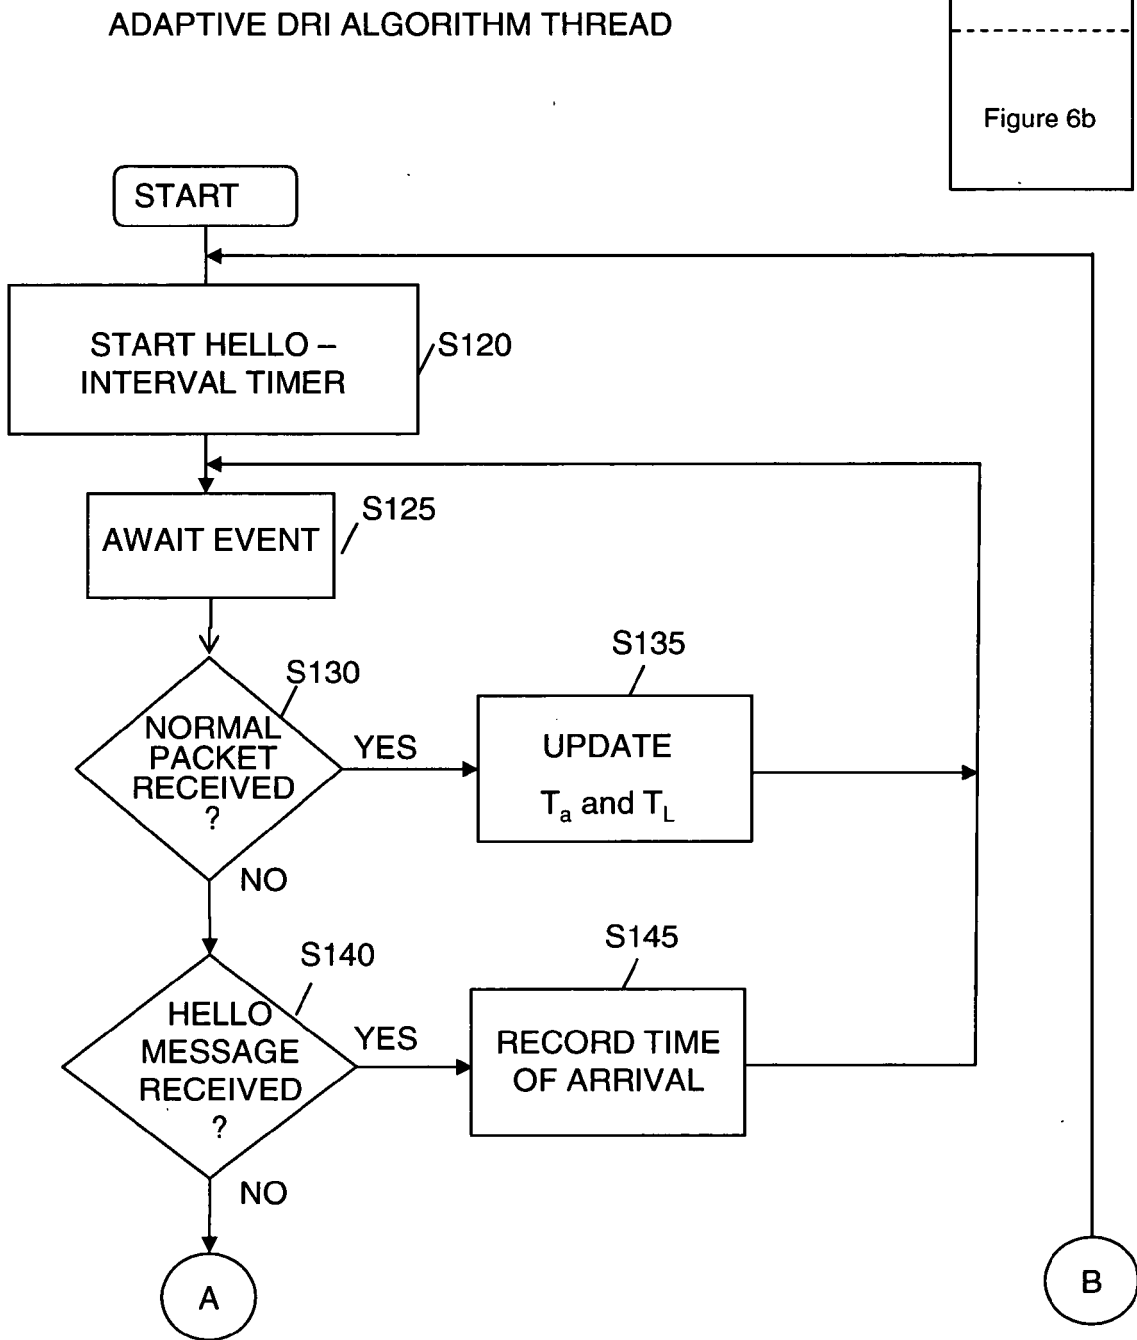 ADAPTIVE DRI ALGORITHM THREAD
Figure 6b
START
START HELLO –
INTERVAL TIMER
S120
AWAIT EVENT
S125
S130
NORMAL
PACKET
RECEIVED
?
YES
S135
UPDATE
Ta and TL
NO
S140
HELLO
MESSAGE
RECEIVED
?
YES
S145
RECORD TIME
OF ARRIVAL
NO
A
B